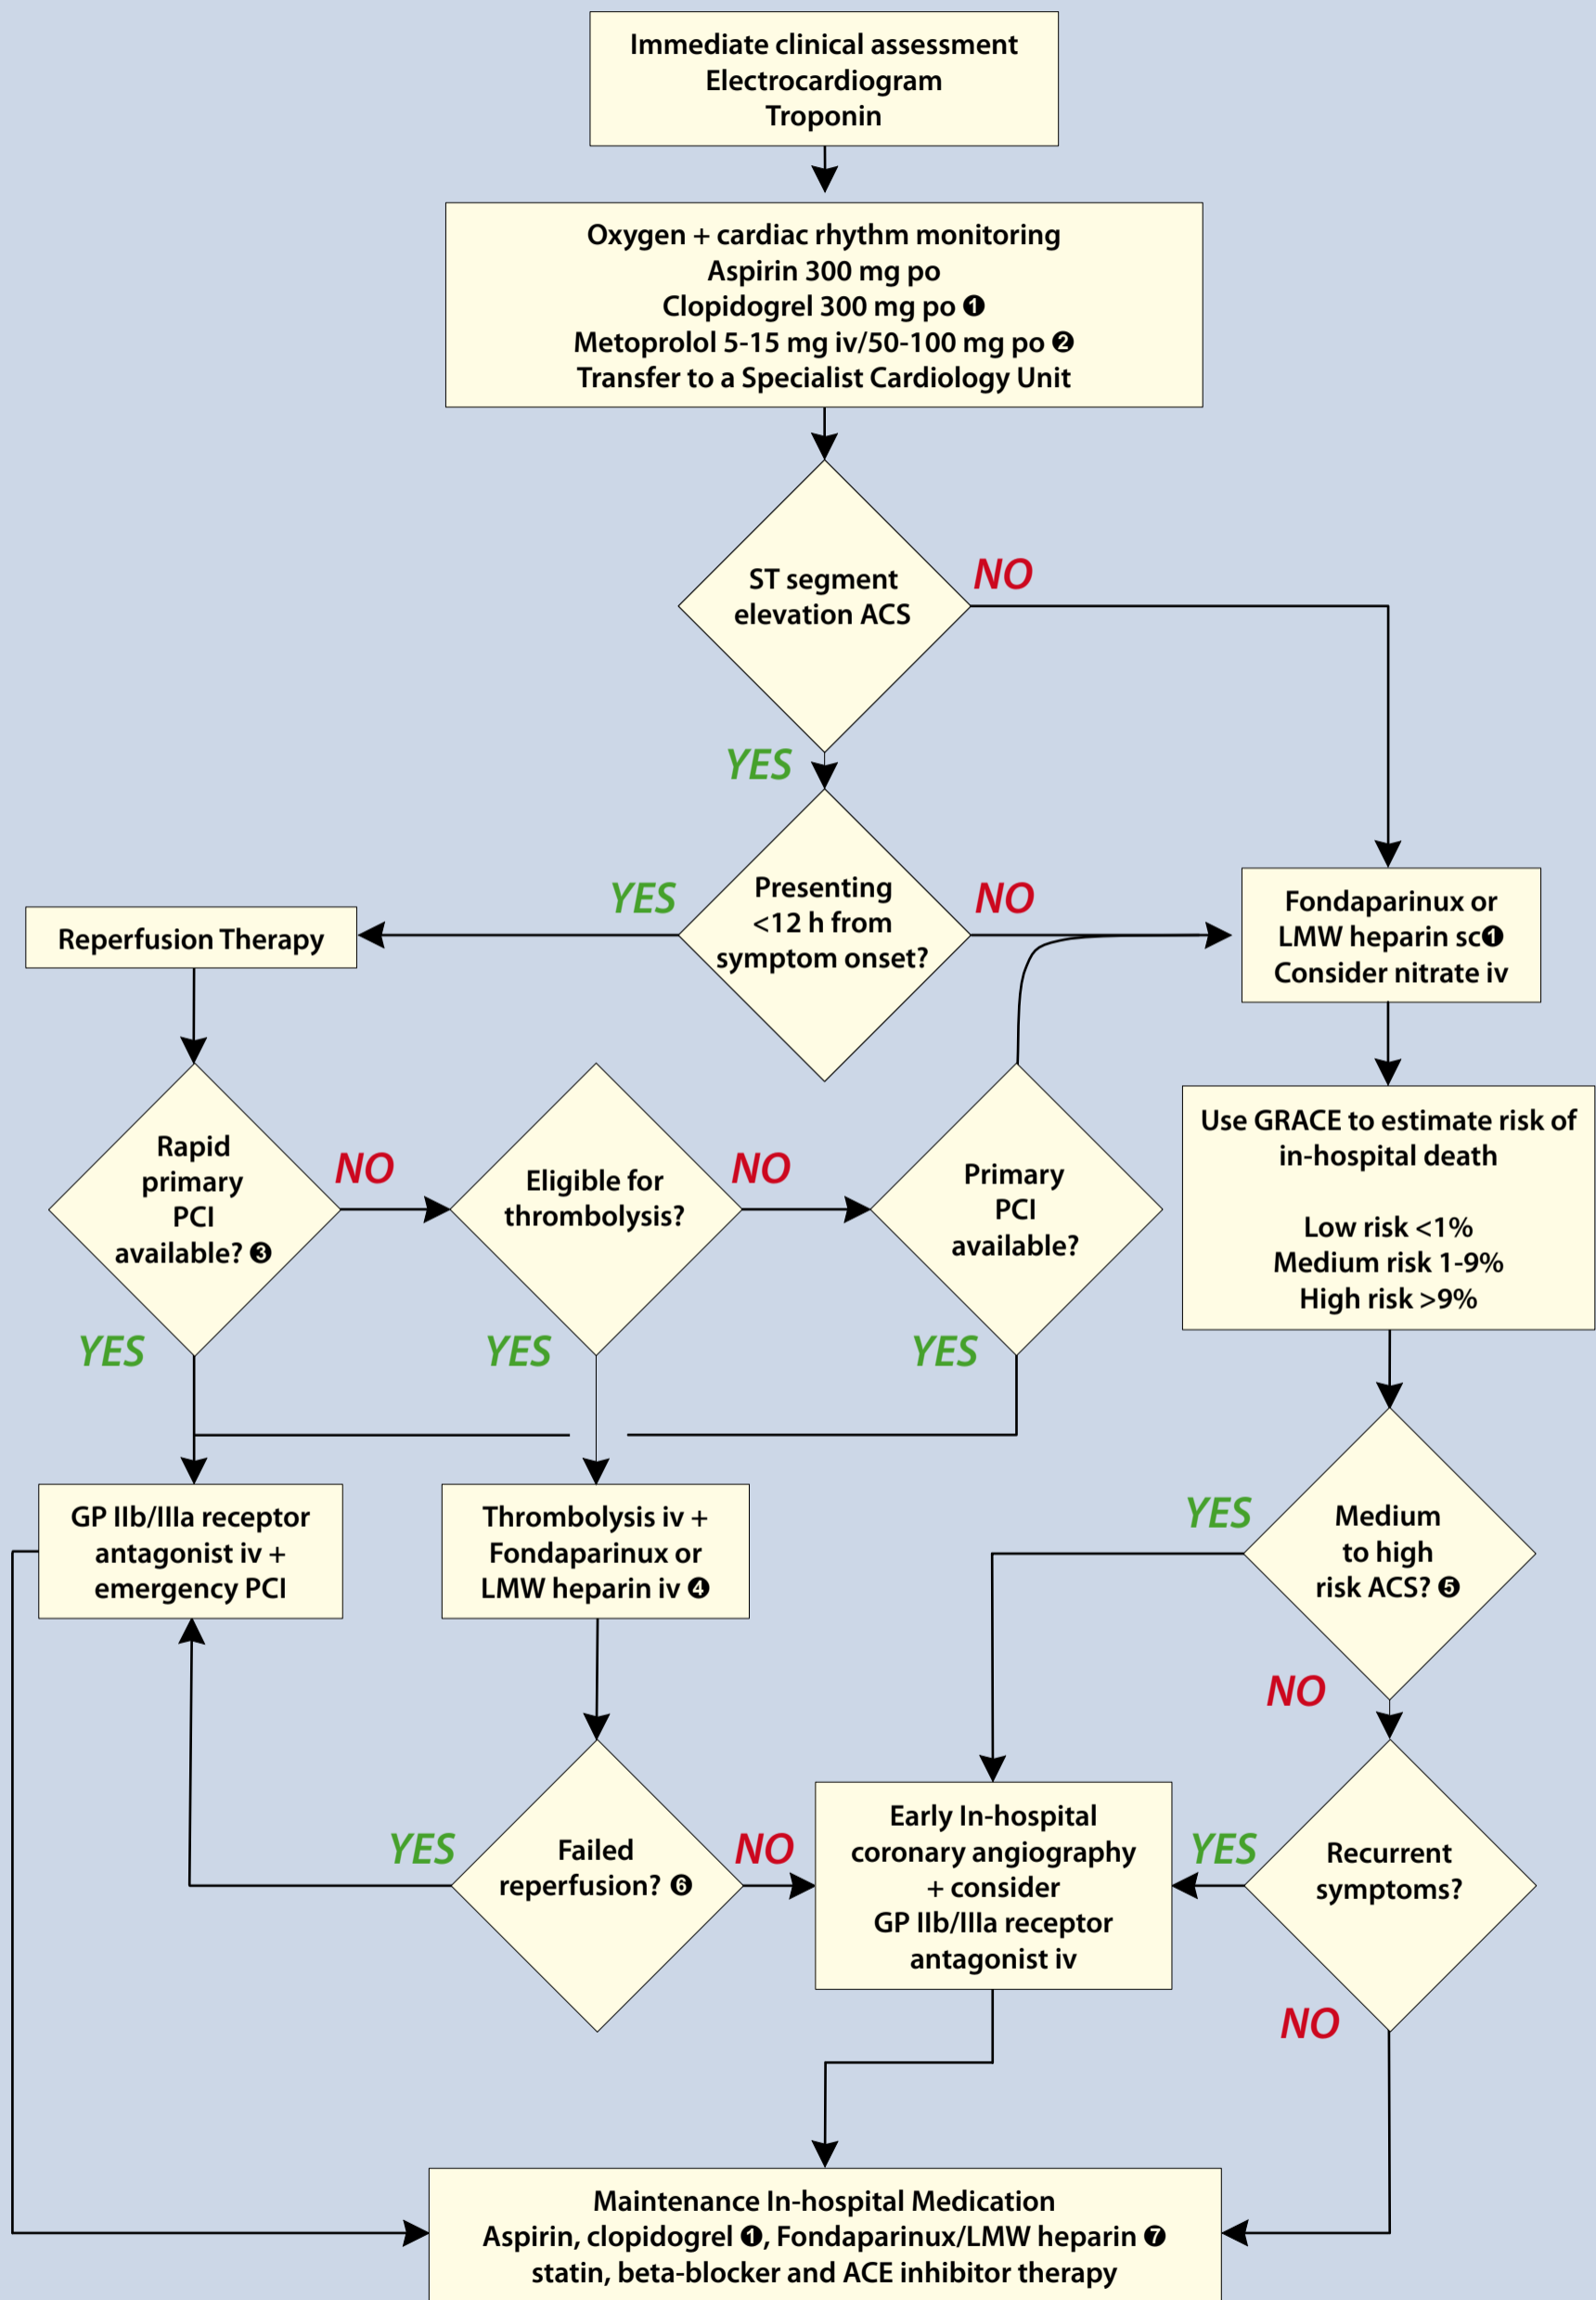 Immediate clinical assessment
Electrocardiogram
Troponin
Oxygen + cardiac rhythm monitoring
Aspirin 300 mg po
Clopidogrel 300 mg po ❶
Metoprolol 5-15 mg iv/50-100 mg po ❷
Transfer to a Specialist Cardiology Unit
ST segment
elevation ACS
NO
YES
Presenting
<12 h from
symptom onset?
YES
NO
Reperfusion Therapy
Fondaparinux or
LMW heparin sc❶
Consider nitrate iv
Rapid
primary
PCI
available? ❸
NO
YES
Eligible for
thrombolysis?
NO
YES
Primary
PCI
available?
YES
Use GRACE to estimate risk of
in-hospital death
Low risk <1%
Medium risk 1-9%
High risk >9%
GP IIb/IIIa receptor
antagonist iv +
emergency PCI
Thrombolysis iv +
Fondaparinux or
LMW heparin iv ❹
Medium
to high
risk ACS? ❺
YES
NO
Failed
reperfusion? ❻
YES
NO
Early In-hospital
coronary angiography
+ consider
GP IIb/IIIa receptor
antagonist iv
YES
Recurrent
symptoms?
NO
Maintenance In-hospital Medication
Aspirin, clopidogrel ❶, Fondaparinux/LMW heparin ❼
statin, beta-blocker and ACE inhibitor therapy